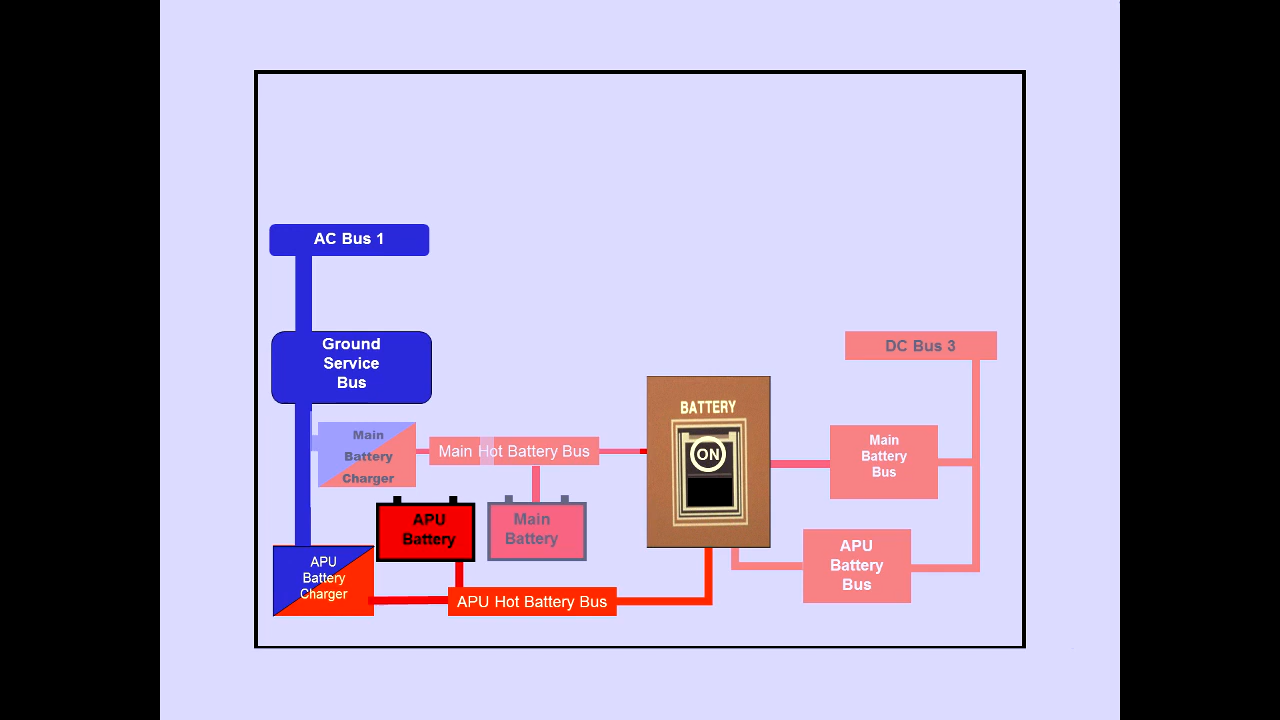 AC Bus 1
Ground
Service
Bus
DC Bus 3
BATTERY
ON
Main
Battery
Charger
Main Hot Battery Bus
Main
Battery
Bus
APU
Battery
Main
Battery
APU
Battery
Bus
APU
Battery
Charger
APU Hot Battery Bus